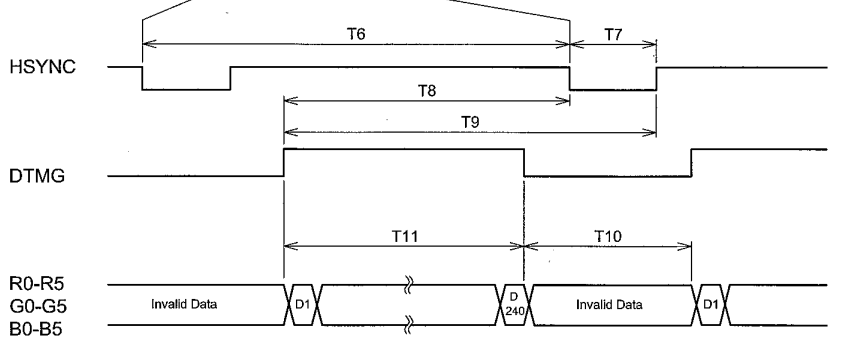 T6 T7
HSYNC
T8
T9
DTMG
T11 T10
R0-R5
G0-G5 Invalid Data D1 D 240 Invalid Data D1
B0-B5